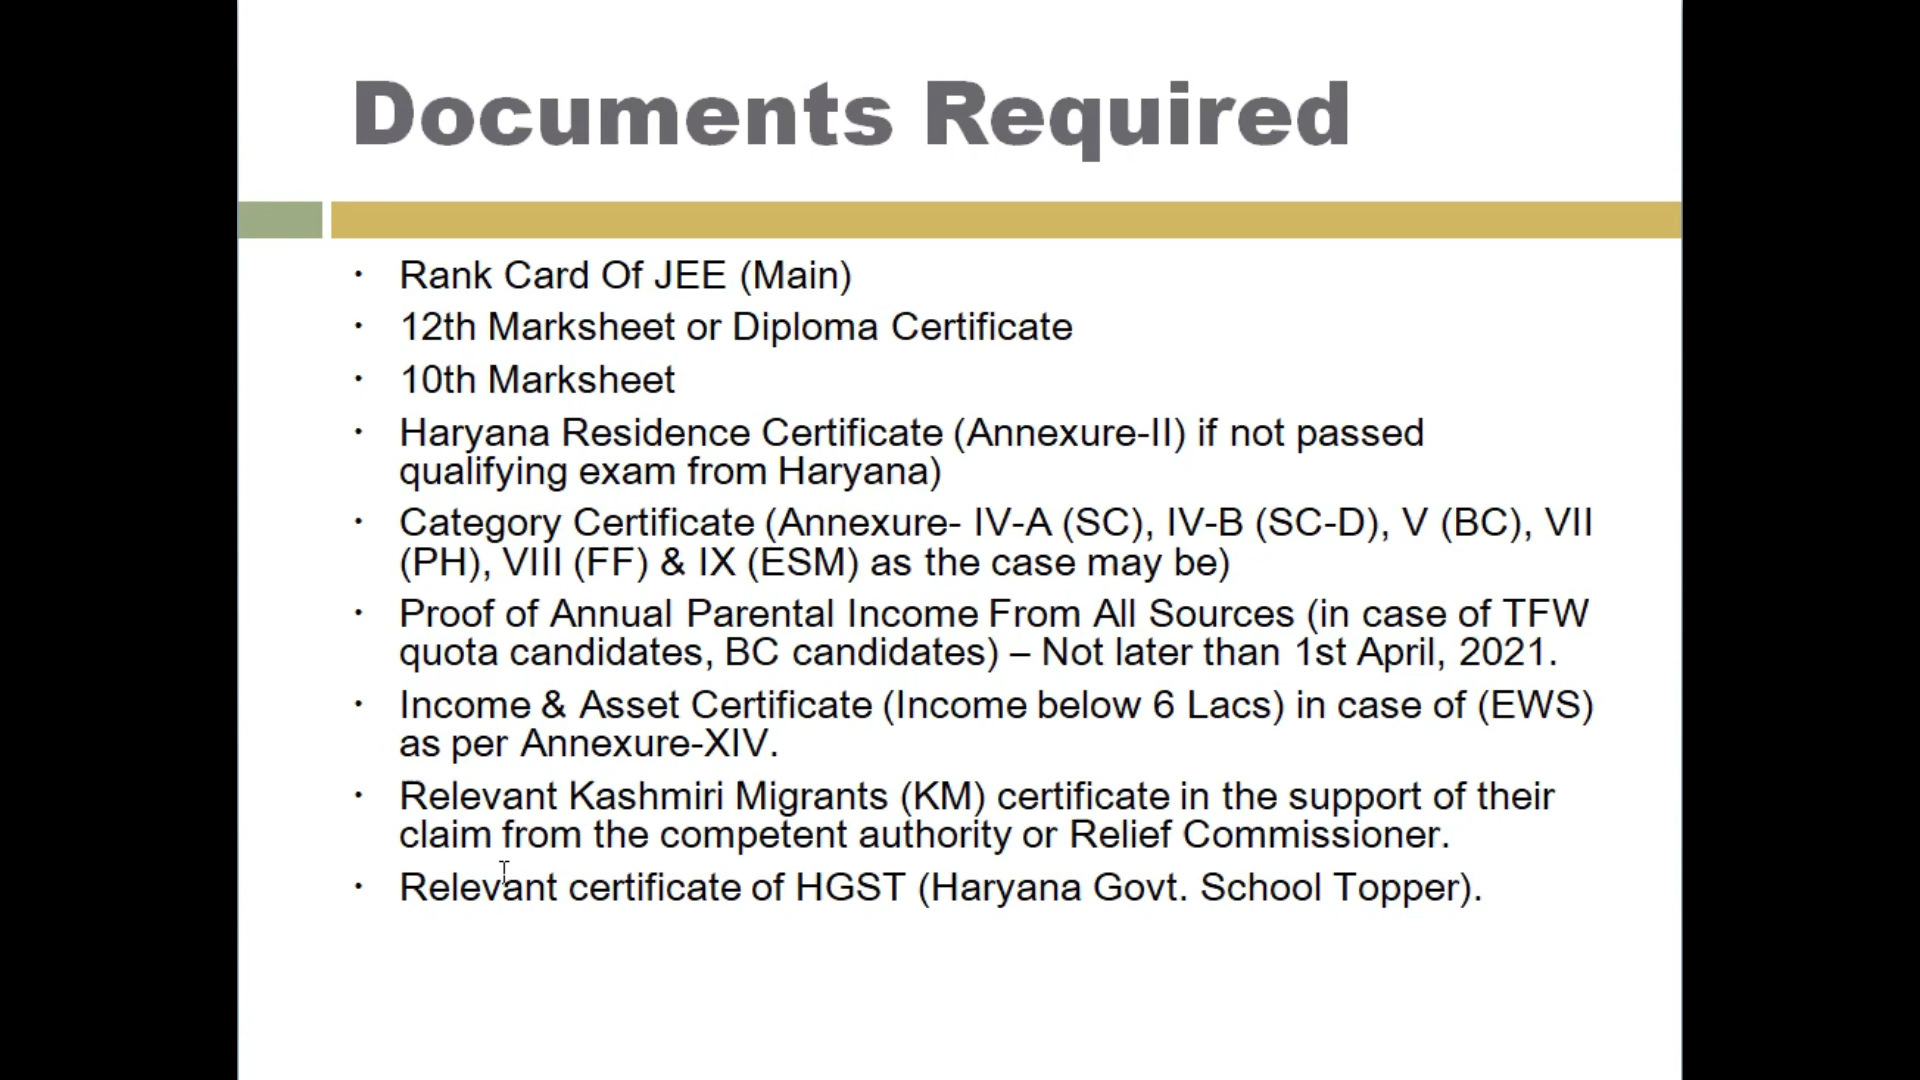 Documents Required
• Rank Card Of JEE (Main)
• 12th Marksheet or Diploma Certificate
• 10th Marksheet
• Haryana Residence Certificate (Annexure-II) if not passed
qualifying exam from Haryana)
• Category Certificate (Annexure- IV-A (SC), IV-B (SC-D), V (BC), VII
(PH), VIII (FF) & IX (ESM) as the case may be)
• Proof of Annual Parental Income From All Sources (in case of TFW
quota candidates, BC candidates) – Not later than 1st April, 2021.
• Income & Asset Certificate (Income below 6 Lacs) in case of (EWS)
as per Annexure-XIV.
• Relevant Kashmiri Migrants (KM) certificate in the support of their
claim from the competent authority or Relief Commissioner.
• Relevant certificate of HGST (Haryana Govt. School Topper).